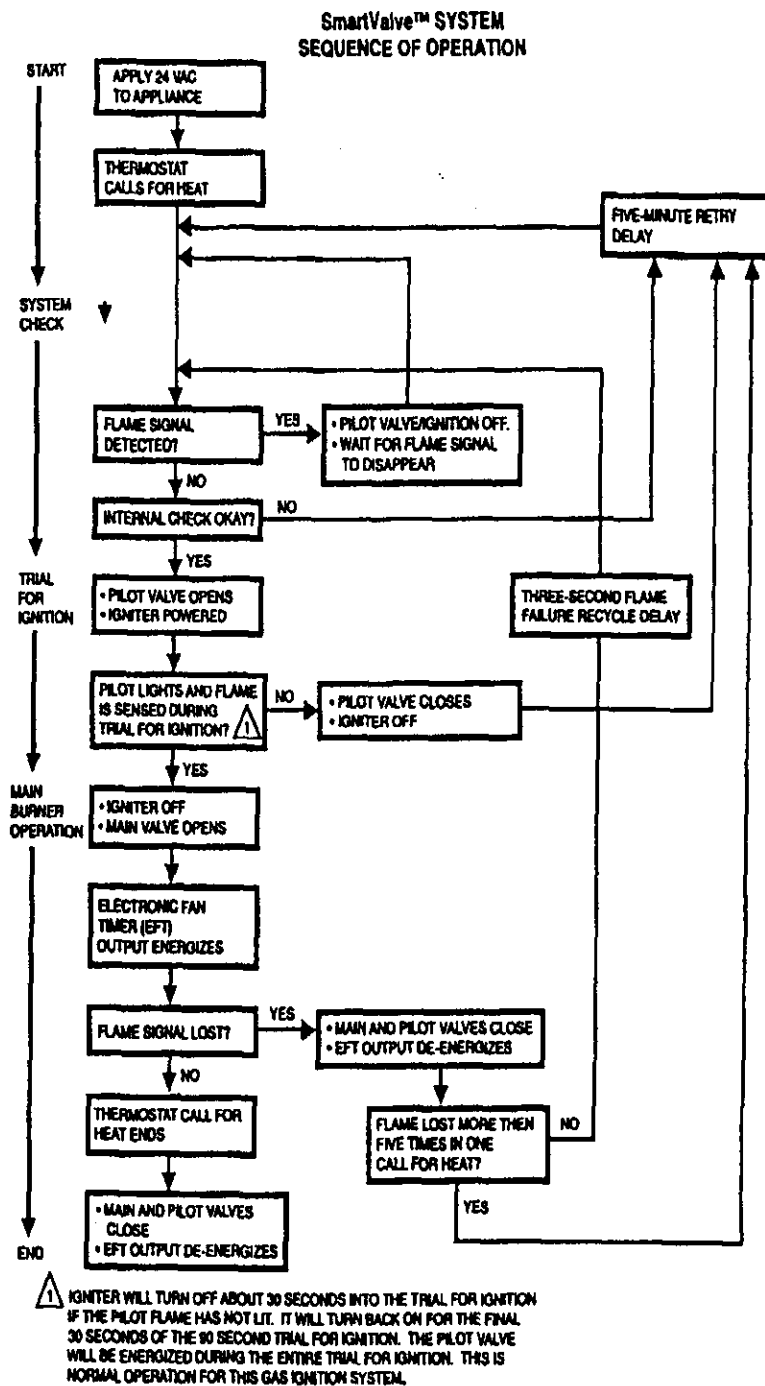 SmartValve™ SYSTEM
SEQUENCE OF OPERATION
START
APPLY 24 VAC
TO APPLIANCE
THERMOSTAT
CALLS FOR HEAT
FIVE-MINUTE RETRY
DELAY
SYSTEM
CHECK
FLAME SIGNAL
DETECTED?
YES
• PILOT VALVE/IGNITION OFF.
• WAIT FOR FLAME SIGNAL
TO DISAPPEAR
NO
INTERNAL CHECK OKAY?
NO
YES
TRIAL
FOR
IGNITION
• PILOT VALVE OPENS
• IGNITER POWERED
THREE-SECOND FLAME
FAILURE RECYCLE DELAY
PILOT LIGHTS AND FLAME
IS SENSED DURING
TRIAL FOR IGNITION? 1
NO
• PILOT VALVE CLOSES
• IGNITER OFF
YES
MAIN
BURNER
OPERATION
• IGNITER OFF
• MAIN VALVE OPENS
ELECTRONIC FAN
TIMER (EFT)
OUTPUT ENERGIZES
FLAME SIGNAL LOST?
YES
• MAIN AND PILOT VALVES CLOSE
• EFT OUTPUT DE-ENERGIZES
NO
THERMOSTAT CALL FOR
HEAT ENDS
FLAME LOST MORE THEN
FIVE TIMES IN ONE
CALL FOR HEAT?
NO
YES
• MAIN AND PILOT VALVES
CLOSE
• EFT OUTPUT DE-ENERGIZES
END
1 IGNITER WILL TURN OFF ABOUT 30 SECONDS INTO THE TRIAL FOR IGNITION
IF THE PILOT FLAME HAS NOT LIT. IT WILL TURN BACK ON FOR THE FINAL
30 SECONDS OF THE 90 SECOND TRIAL FOR IGNITION. THE PILOT VALVE
WILL BE ENERGIZED DURING THE ENTIRE TRIAL FOR IGNITION. THIS IS
NORMAL OPERATION FOR THIS GAS IGNITION SYSTEM.